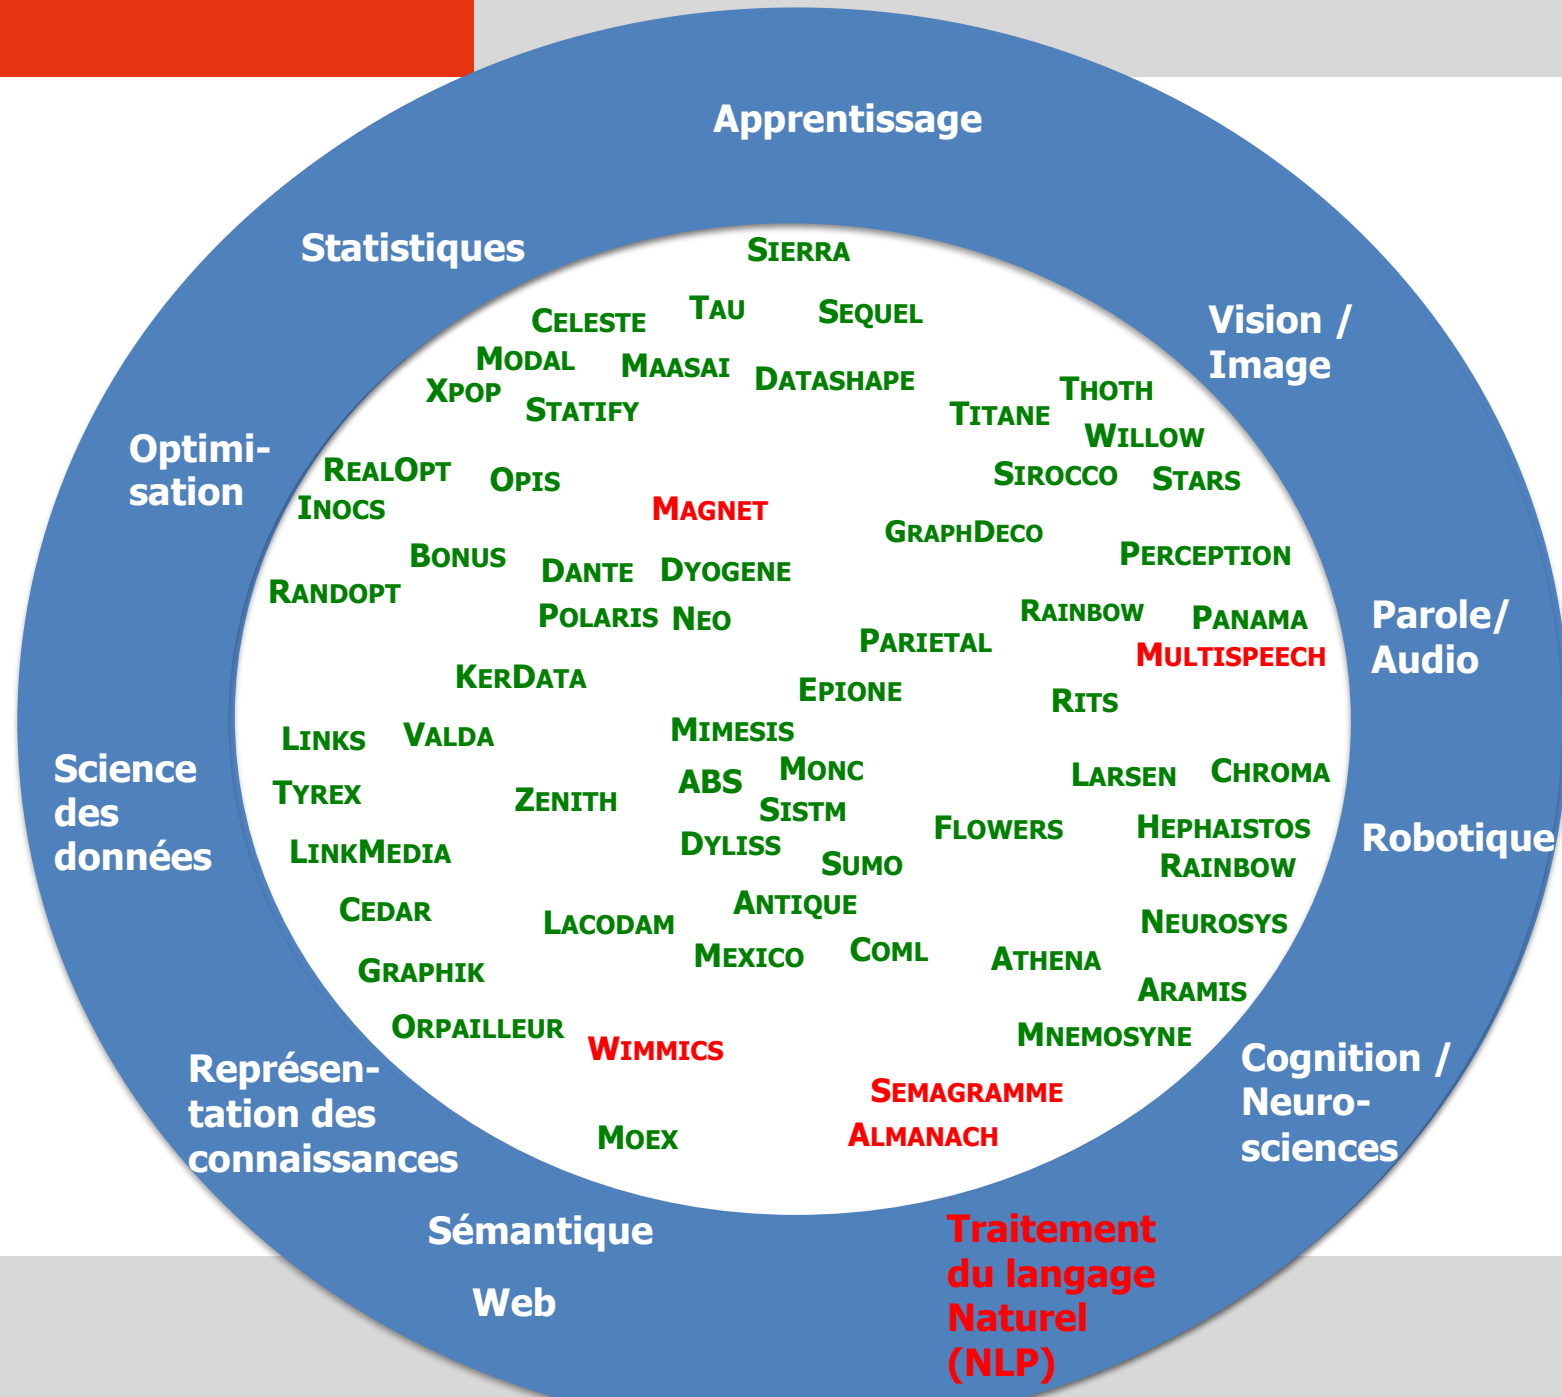 Apprentissage
Statistiques
SIERRA
TAU
SEQUEL
CELESTE
Vision /
Image
MODAL
MAASAI
DATASHAPE
XPOP
STATIFY
THOTH
TITANE
WILLOW
Optimi-
sation
REALOPT
OPIS
SIROCCO
STARS
INOCS
MAGNET
GRAPHDECO
BONUS
DANTE
DYOGENE
PERCEPTION
RANDOPT
POLARIS
NEO
RAINBOW
PANAMA
Parole/
Audio
PARIETAL
MULTISPEECH
KERDATA
EPIONE
RITS
LINKS
VALDA
MIMESIS
Science
des
données
MONC
ABS
LARSEN
CHROMA
TYREX
ZENITH
SISTM
FLOWERS
HEPHAISTOS
Robotique
LINKMEDIA
DYLISS
SUMO
RAINBOW
CEDAR
LACODAM
ANTIQUE
NEUROSYS
MEXICO
COML
ATHENA
GRAPHIK
ARAMIS
ORPAILLEUR
WIMMICS
MNEMOSYNE
Représen-
tation des
connaissances
Cognition /
Neuro-
sciences
SEMAGRAMME
MOEX
ALMANACH
Sémantique
Web
Traitement
du langage
Naturel
(NLP)